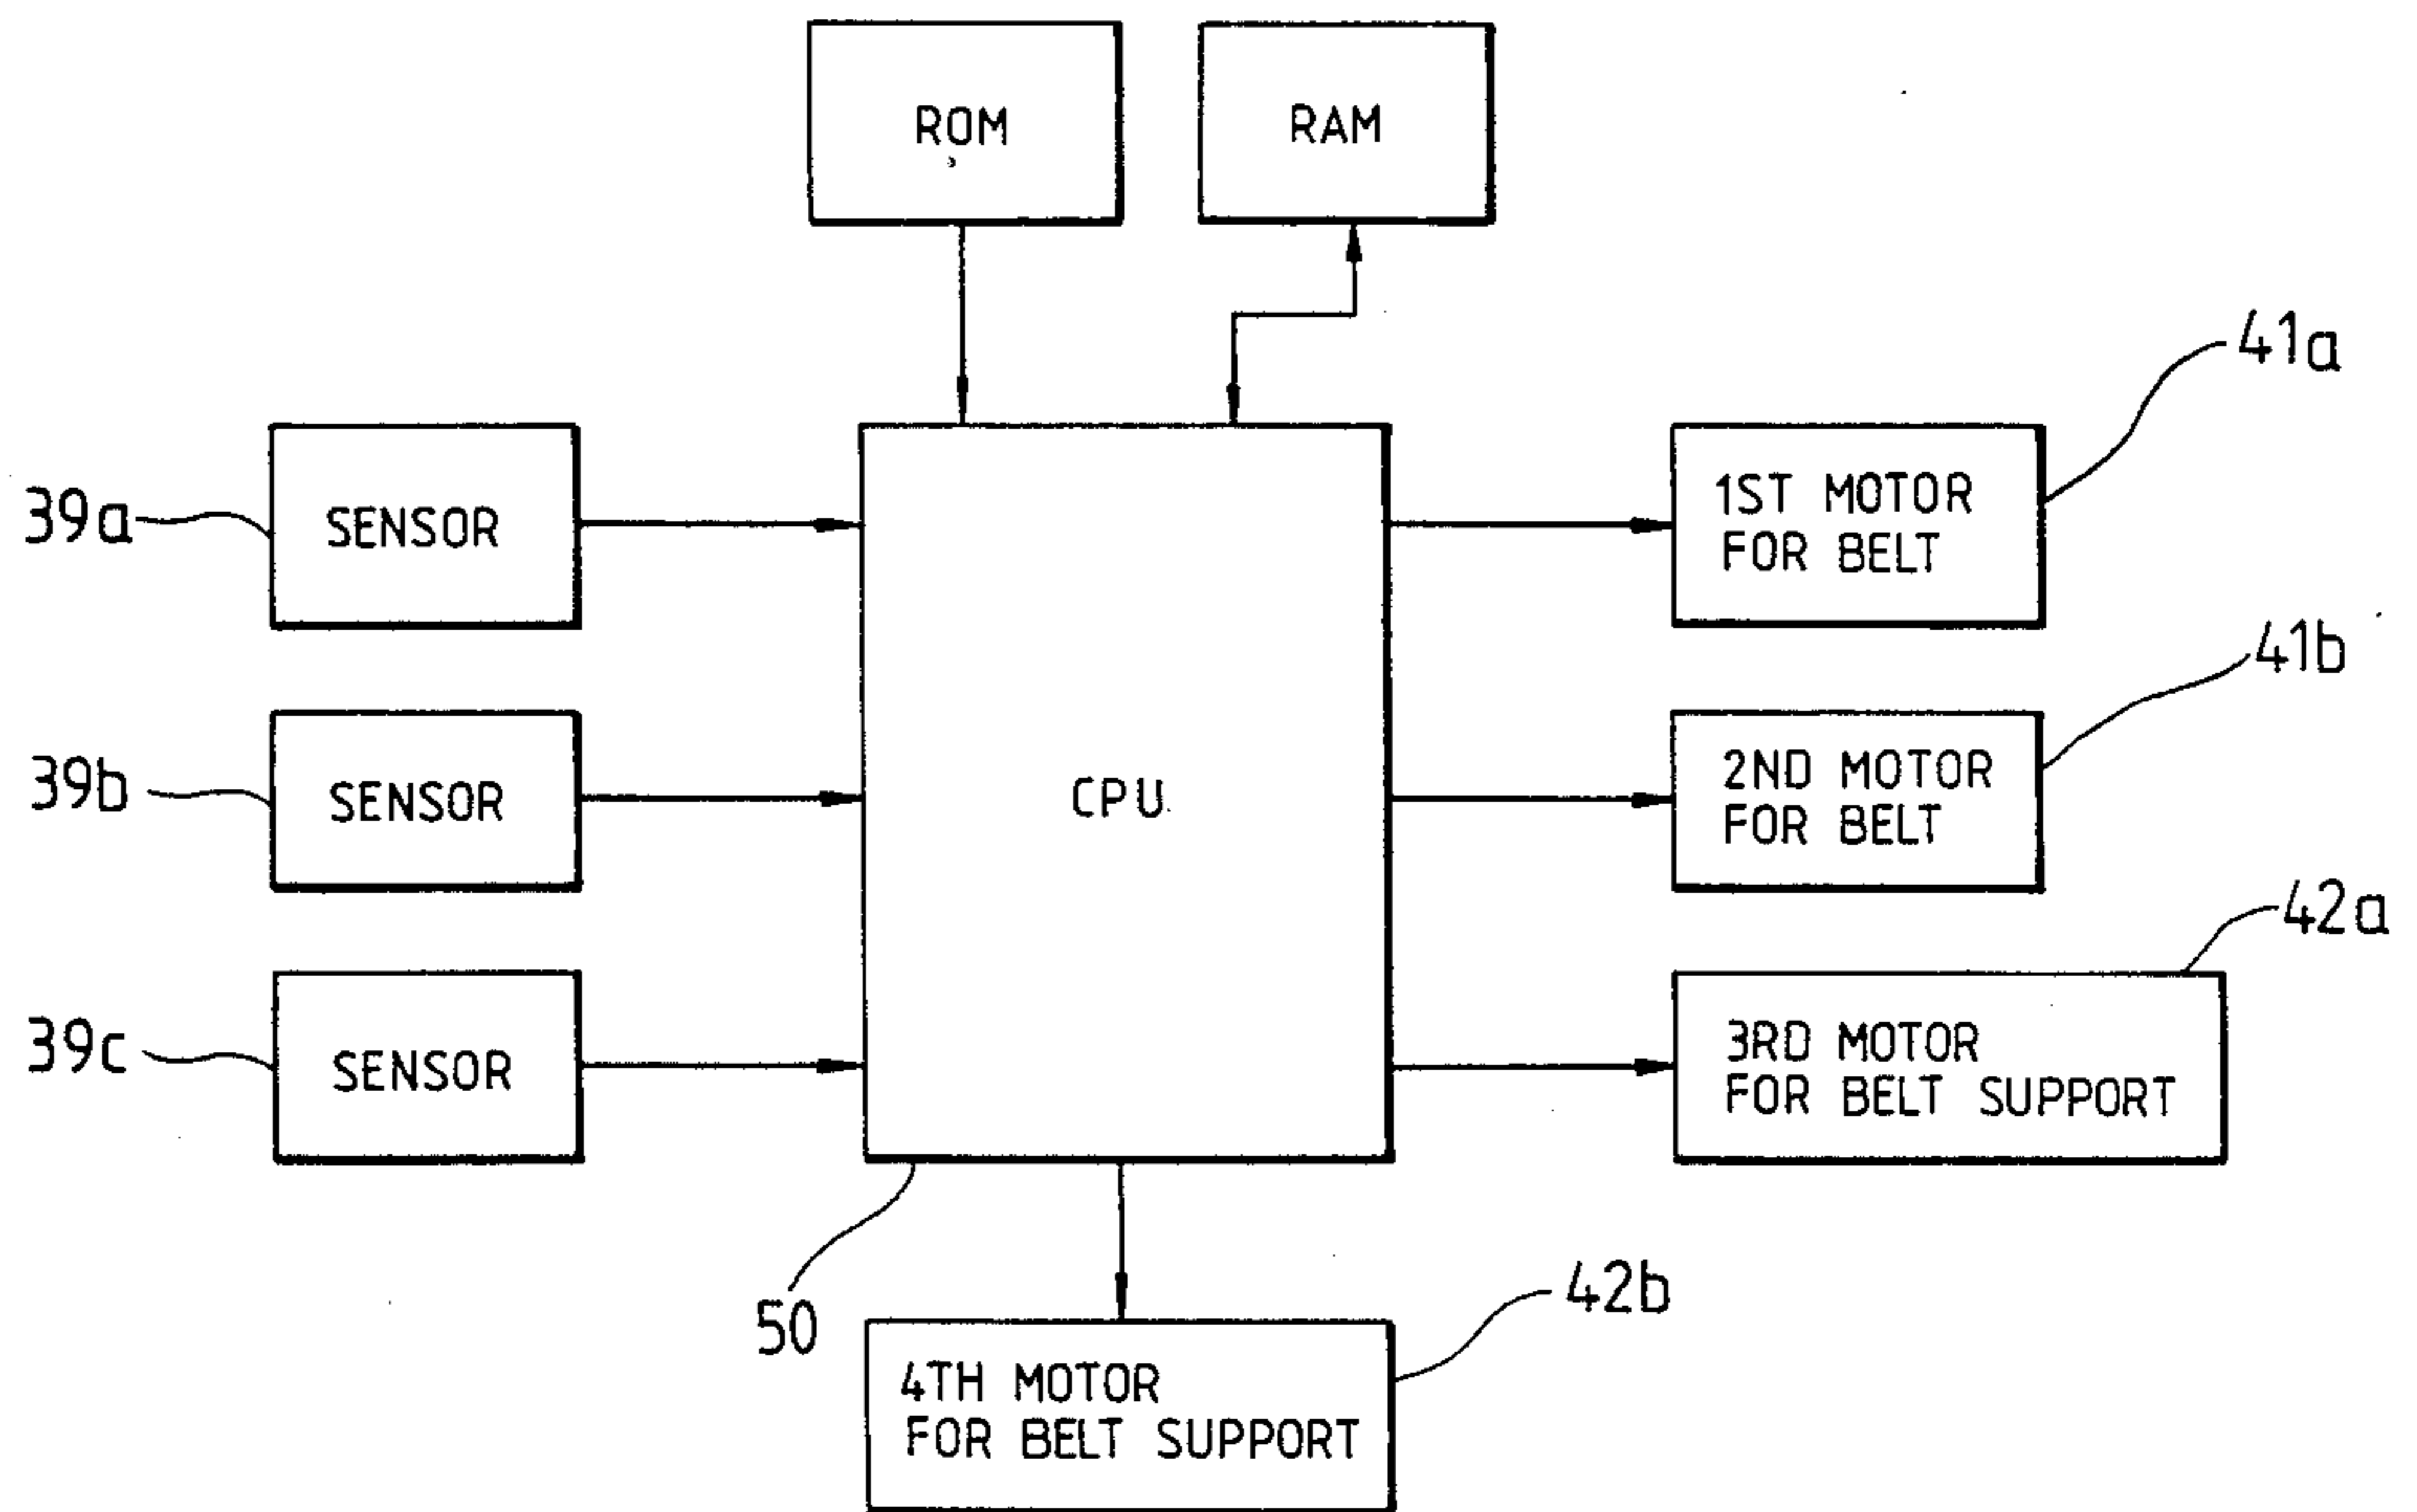 ROM
RAM
41a
39a
SENSOR
1ST MOTOR
FOR BELT
41b
39b
SENSOR
CPU
2ND MOTOR
FOR BELT
42a
39c
SENSOR
3RD MOTOR
FOR BELT SUPPORT
50
42b
4TH MOTOR
FOR BELT SUPPORT